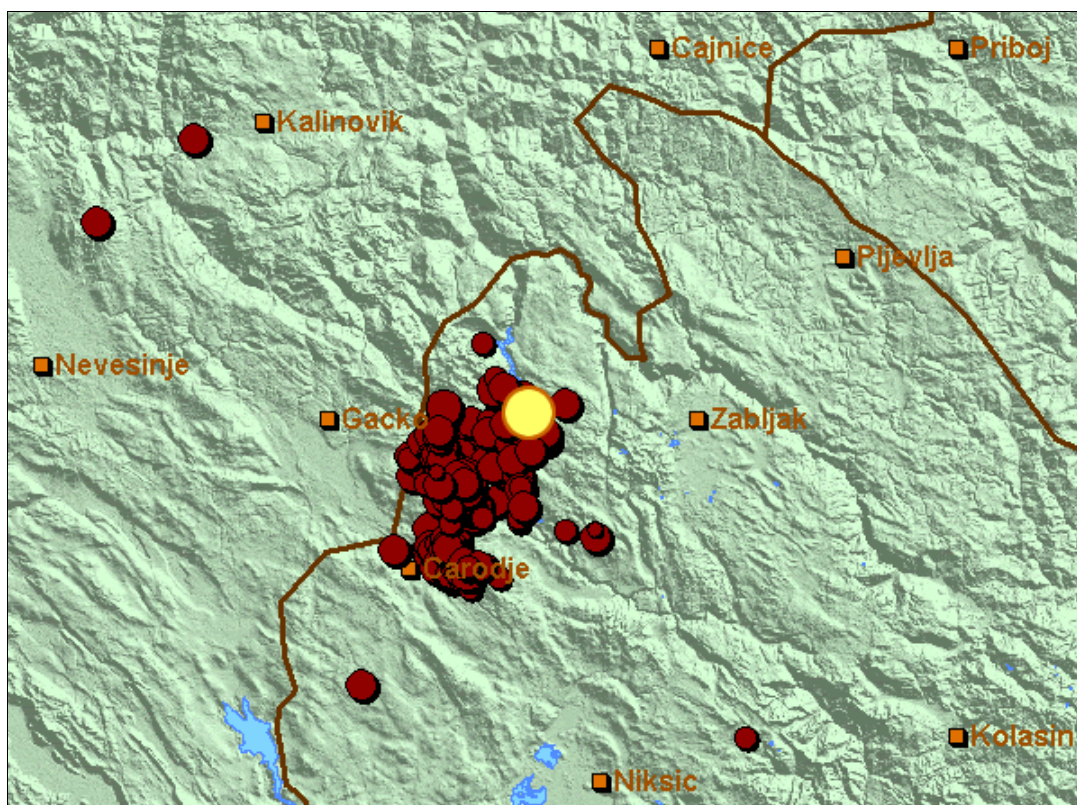 Cajnice
Priboj
Kalinovik
Pljevlja
Nevesinje
Gacko
Zabljak
Carodje
Kolasin
Niksic